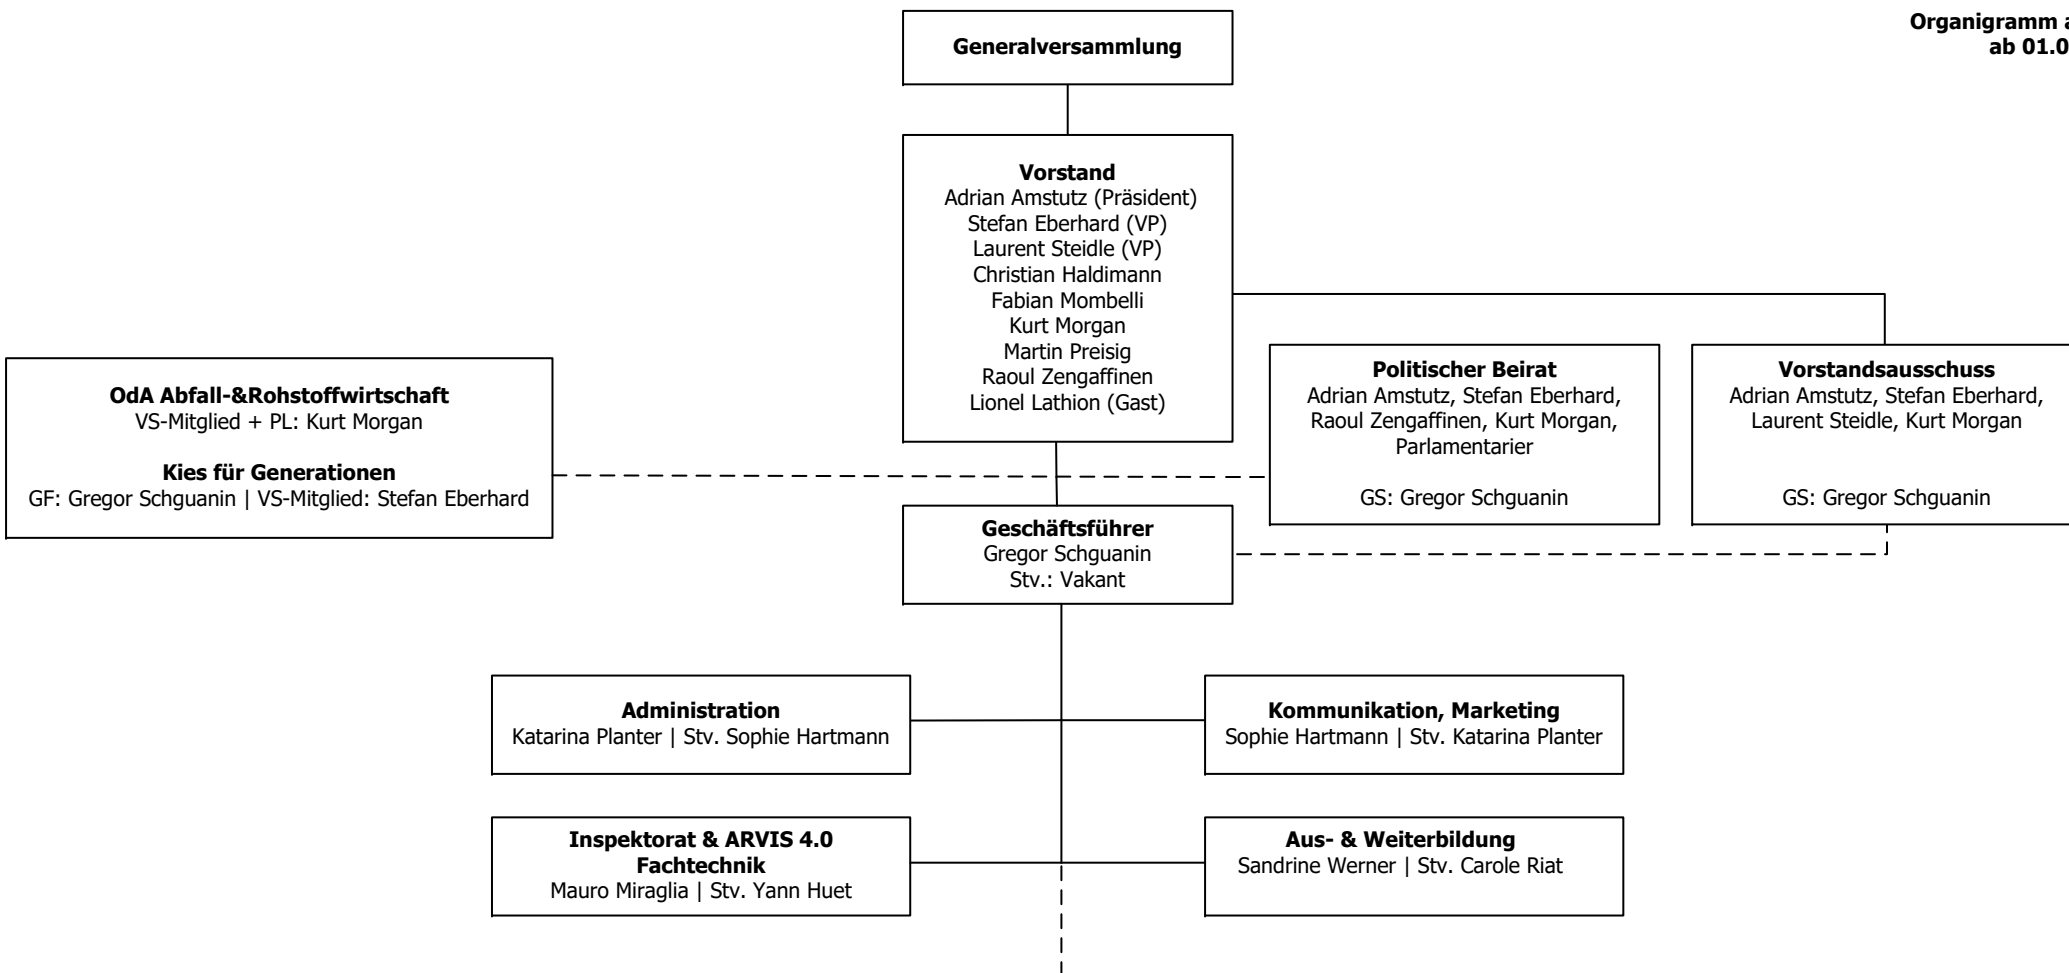 Organigramm
ab
Generalversammlung
Vorstand
Adrian Amstutz (Präsident)
Stefan Eberhard (VP)
Laurent Steidle (VP)
Christian Haldimann
Fabian Mombelli
Kurt Morgan
Martin Preisig
Raoul Zengaffinen
Lionel Lathion (Gast)
OdA Abfall-&Rohstoffwirtschaft
VS-Mitglied + PL: Kurt Morgan
Kies für Generationen
GF: Gregor Schguanin | VS-Mitglied: Stefan Eberhard
Politischer Beirat
Adrian Amstutz, Stefan Eberhard,
Raoul Zengaffinen, Kurt Morgan,
Parlamentarier
GS: Gregor Schguanin
Vorstandsausschuss
Adrian Amstutz, Stefan Eberhard,
Laurent Steidle, Kurt Morgan
GS: Gregor Schguanin
Geschäftsführer
Gregor Schguanin
Stv.: Vakant
Administration
Katarina Planter | Stv. Sophie Hartmann
Kommunikation, Marketing
Sophie Hartmann | Stv. Katarina Planter
Inspektorat & ARVIS 4.0
Fachtechnik
Mauro Miraglia | Stv. Yann Huet
Aus- & Weiterbildung
Sandrine Werner | Stv. Carole Riat